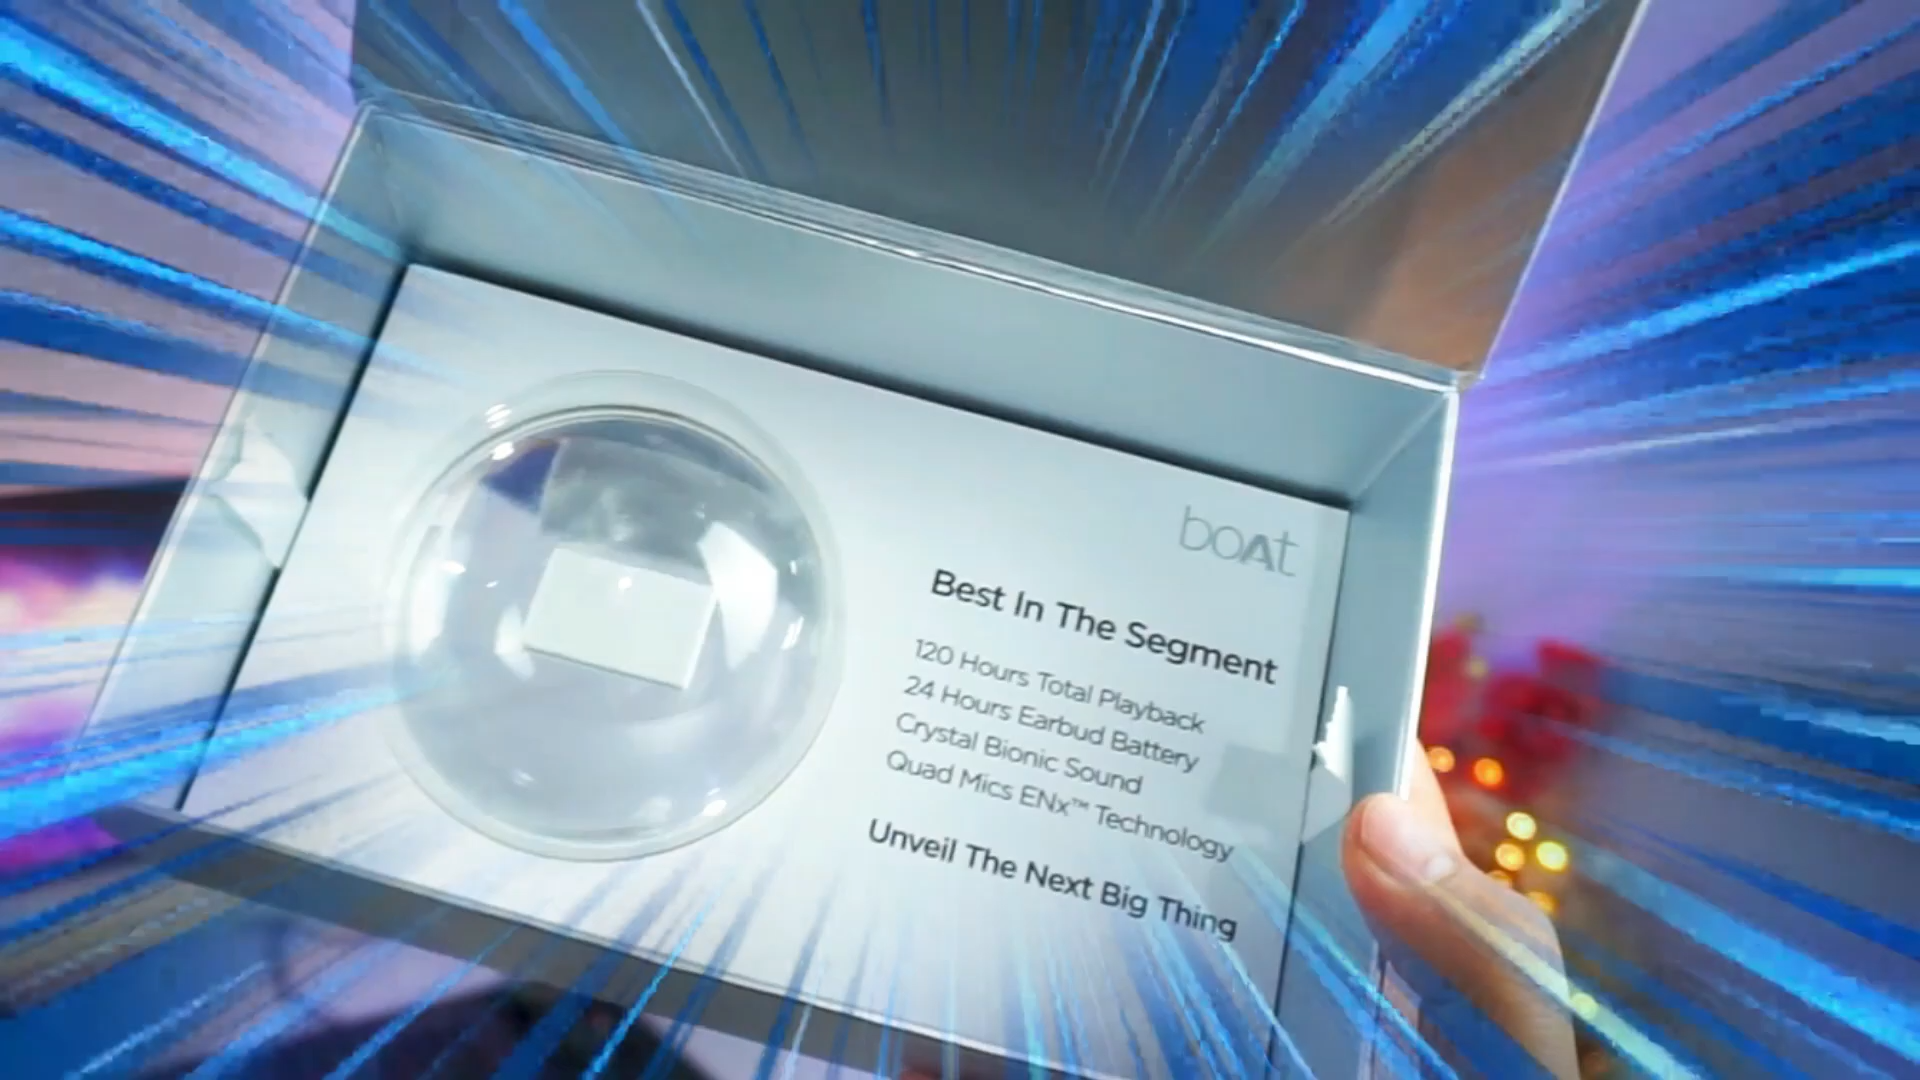 boAt
Best In The Segment
120 Hours Total Playback
24 Hours Earbud Battery
Crystal Bionic Sound
Quad Mics ENx™ Technology
Unveil The Next Big Thing